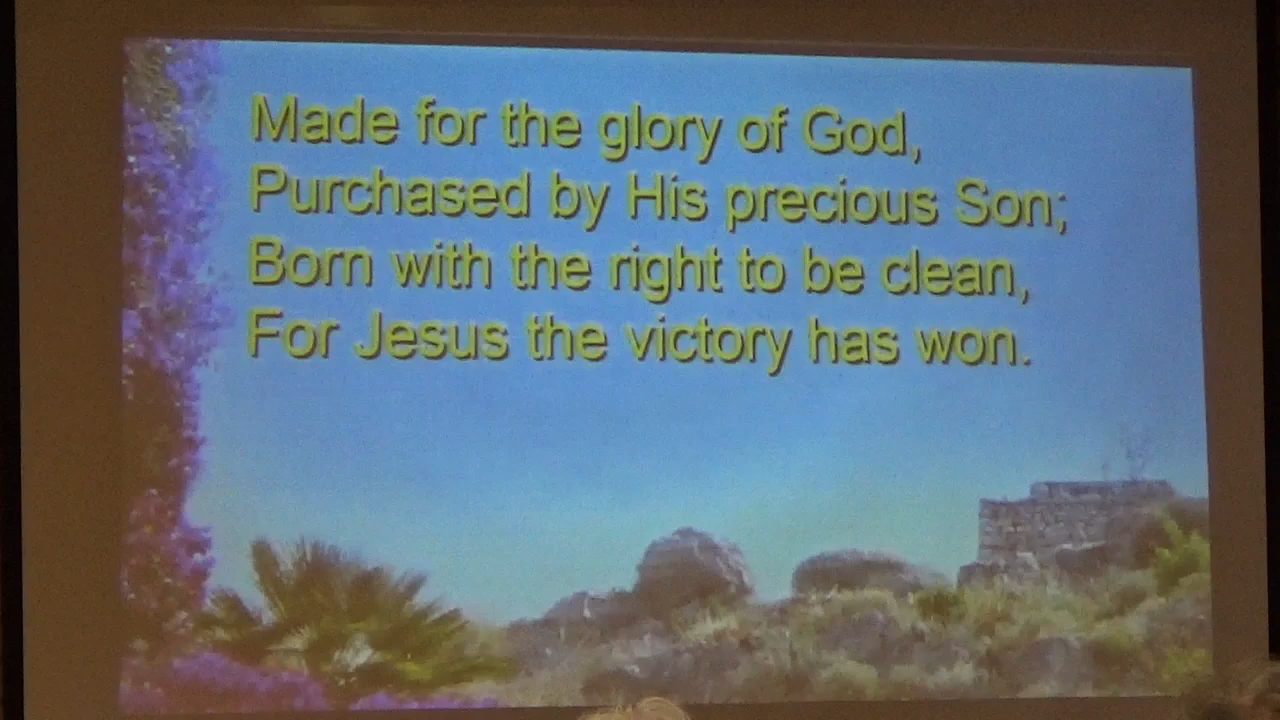 Made for the glory of God,
Purchased by His precious Son;
Born with the right to be clean,
For Jesus the victory has won.